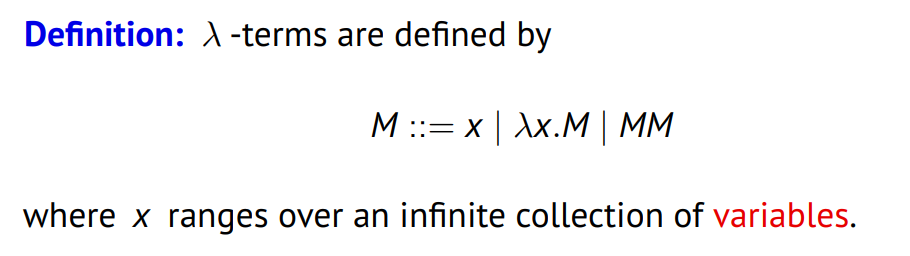 Definition: λ -terms are defined by
M ::= x | λx.M | MM
where x ranges over an infinite collection of variables.